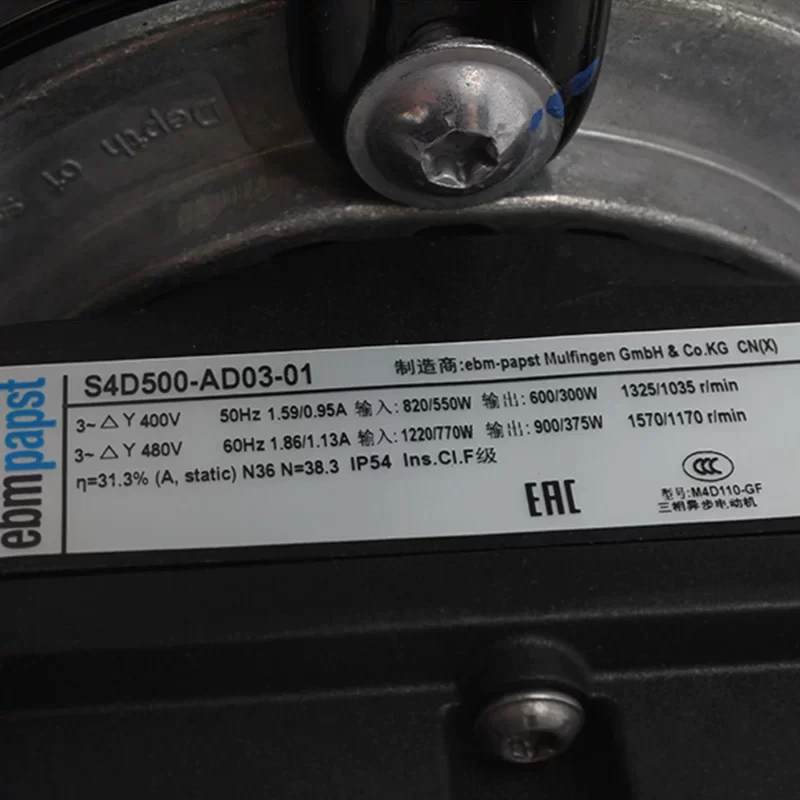 Depth of
ebmpapst
S4D500-AD03-01
制造商:ebm-papst Mulfingen GmbH & Co.KG CN(X)
3~ △ Y 400V 50Hz 1.59/0.95A 输入: 820/550W 输出: 600/300W 1325/1035 r/min
3~ △ Y 480V 60Hz 1.86/1.13A 输入: 1220/770W 输出: 900/375W 1570/1170 r/min
η=31.3% (A, static) N36 N=38.3 IP54 Ins.Cl.F级
EAC
CCC
型号:M4D110-GF
三相异步电动机